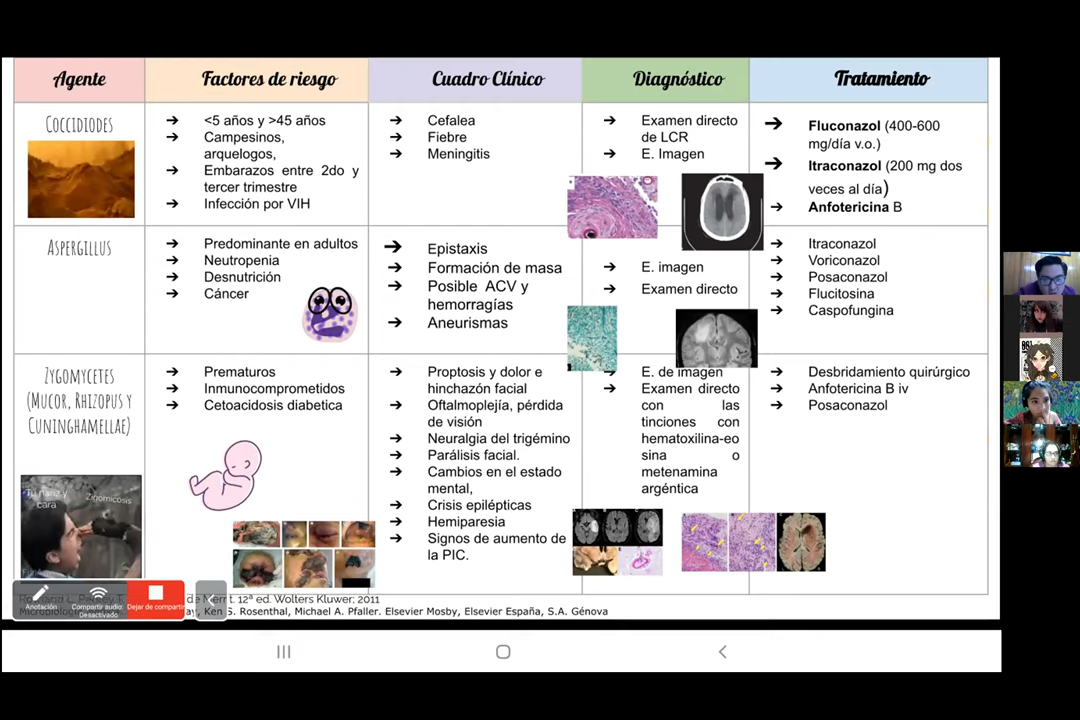 Agente
Factores de riesgo
Cuadro Clínico
Diagnóstico
Tratamiento
COCCIDIODES
➔ <5 años y >45 años
➔ Campesinos,
arquelogos,
➔ Embarazos entre 2do y
tercer trimestre
➔ Infección por VIH
➔ Cefalea
➔ Fiebre
➔ Meningitis
➔ Examen directo
de LCR
➔ E. Imagen
➔ Fluconazol (400-600
mg/día v.o.)
➔ Itraconazol (200 mg dos
veces al día)
➔ Anfotericina B
ASPERGILLUS
➔ Predominante en adultos
➔ Neutropenia
➔ Desnutrición
➔ Cáncer
➔ Epistaxis
➔ Formación de masa
➔ Posible ACV y
hemorragías
➔ Aneurismas
➔ E. imagen
➔ Examen directo
➔ Itraconazol
➔ Voriconazol
➔ Posaconazol
➔ Flucitosina
➔ Caspofungina
ZYGOMYCETES
(MUCOR, RHIZOPUS Y
CUNINGHAMELLAE)
Tu nariz y
cara
Zigomicosis
➔ Prematuros
➔ Inmunocomprometidos
➔ Cetoacidosis diabetica
➔ Proptosis y dolor e
hinchazón facial
➔ Oftalmoplejía, pérdida
de visión
➔ Neuralgia del trigémino
➔ Parálisis facial.
➔ Cambios en el estado
mental,
➔ Crisis epilépticas
➔ Hemiparesia
➔ Signos de aumento de
la PIC.
➔ E. de imagen
➔ Examen directo
con las
tinciones con
hematoxilina-eo
sina o
metenamina
argéntica
➔ Desbridamiento quirúrgico
➔ Anfotericina B iv
➔ Posaconazol
Anotación
Compartir audio:
Desactivado
Dejar de compartir
12ª ed. Wolters Kluwer; 2011
Ken S. Rosenthal, Michael A. Pfaller. Elsevier Mosby, Elsevier España, S.A. Génova